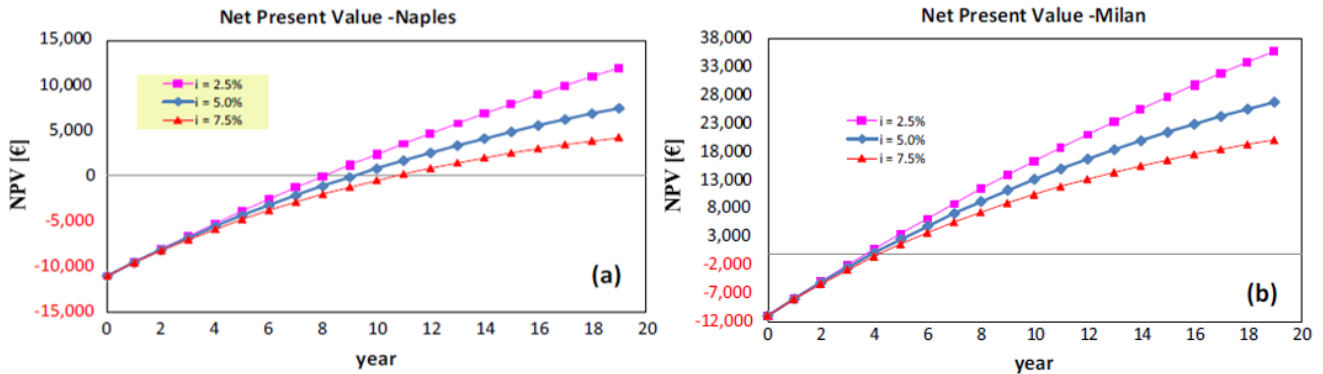 Net Present Value -Naples
15,000
10,000
5,000
0
-5,000
-10,000
-15,000
NPV [€]
i = 2.5%
i = 5.0%
i = 7.5%
(a)
0 2 4 6 8 10 12 14 16 18 20
year
Net Present Value -Milan
38,000
33,000
28,000
23,000
18,000
13,000
8,000
3,000
-2,000
-7,000
-12,000
NPV [€]
i = 2.5%
i = 5.0%
i = 7.5%
(b)
0 2 4 6 8 10 12 14 16 18 20
year